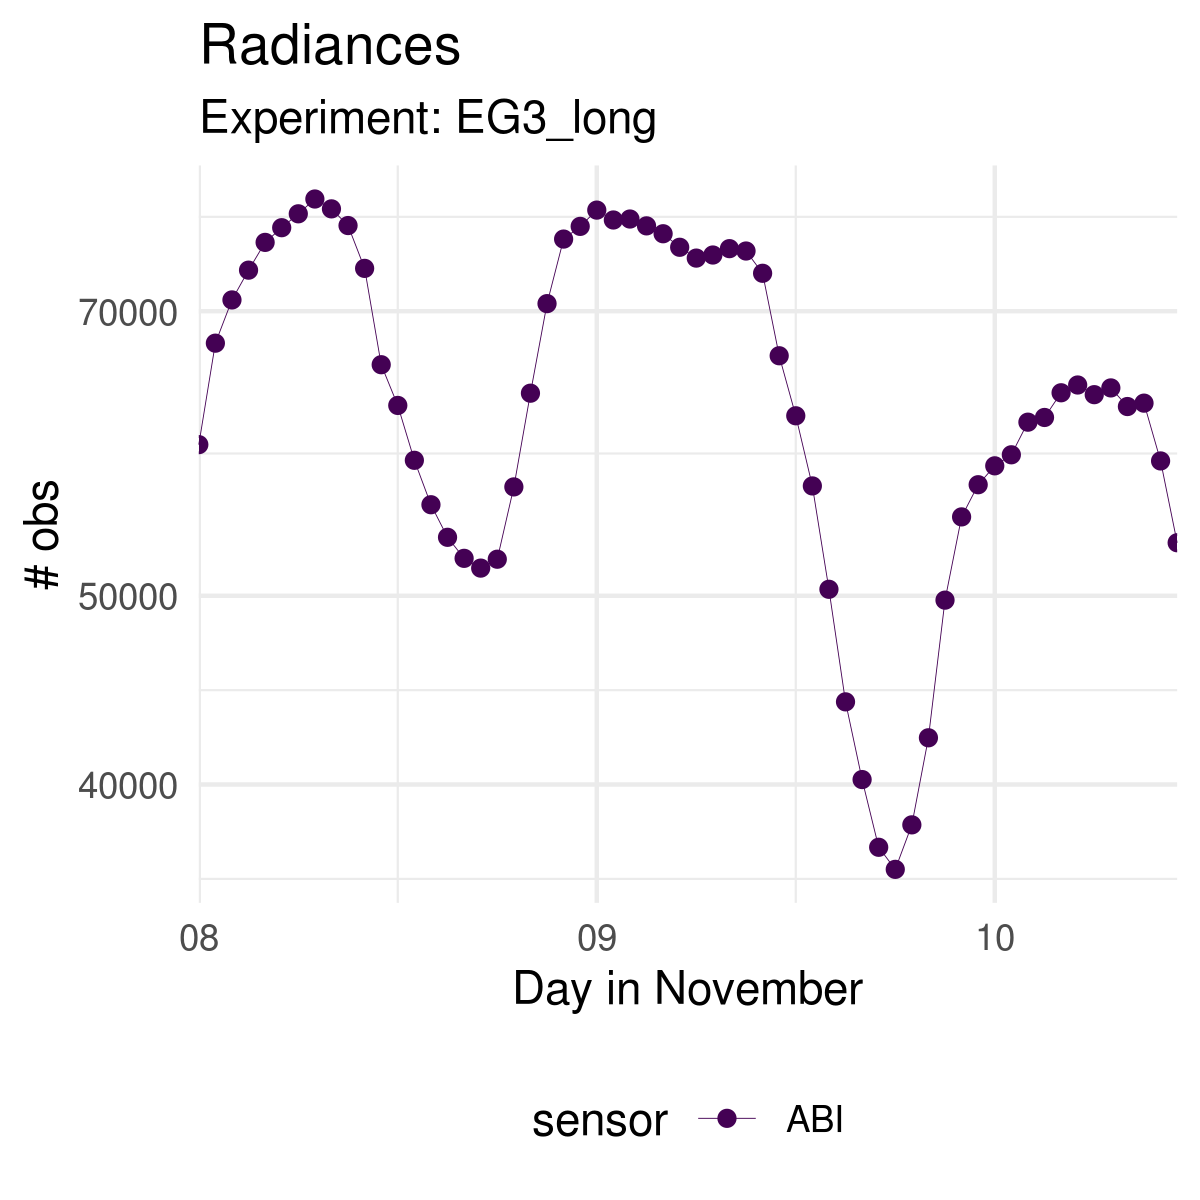 Radiances
Experiment: EG3_long
# obs
70000
50000
40000
08
09
10
Day in November
sensor
ABI